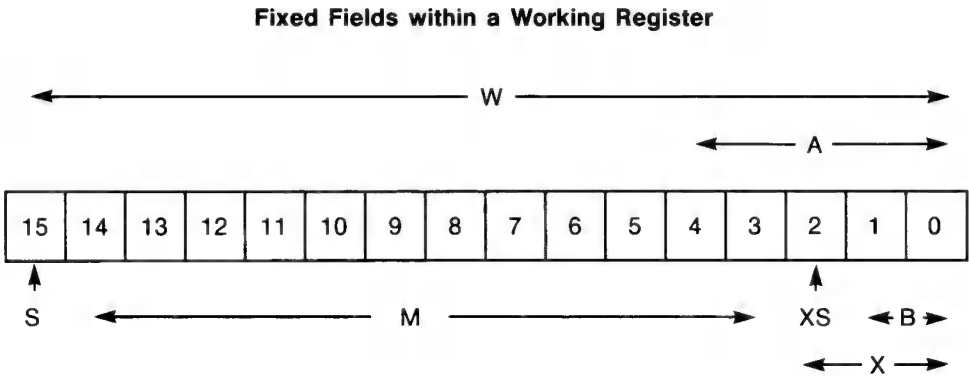 Fixed Fields within a Working Register
W
A
15 14 13 12 11 10 9 8 7 6 5 4 3 2 1 0
S M XS B
X